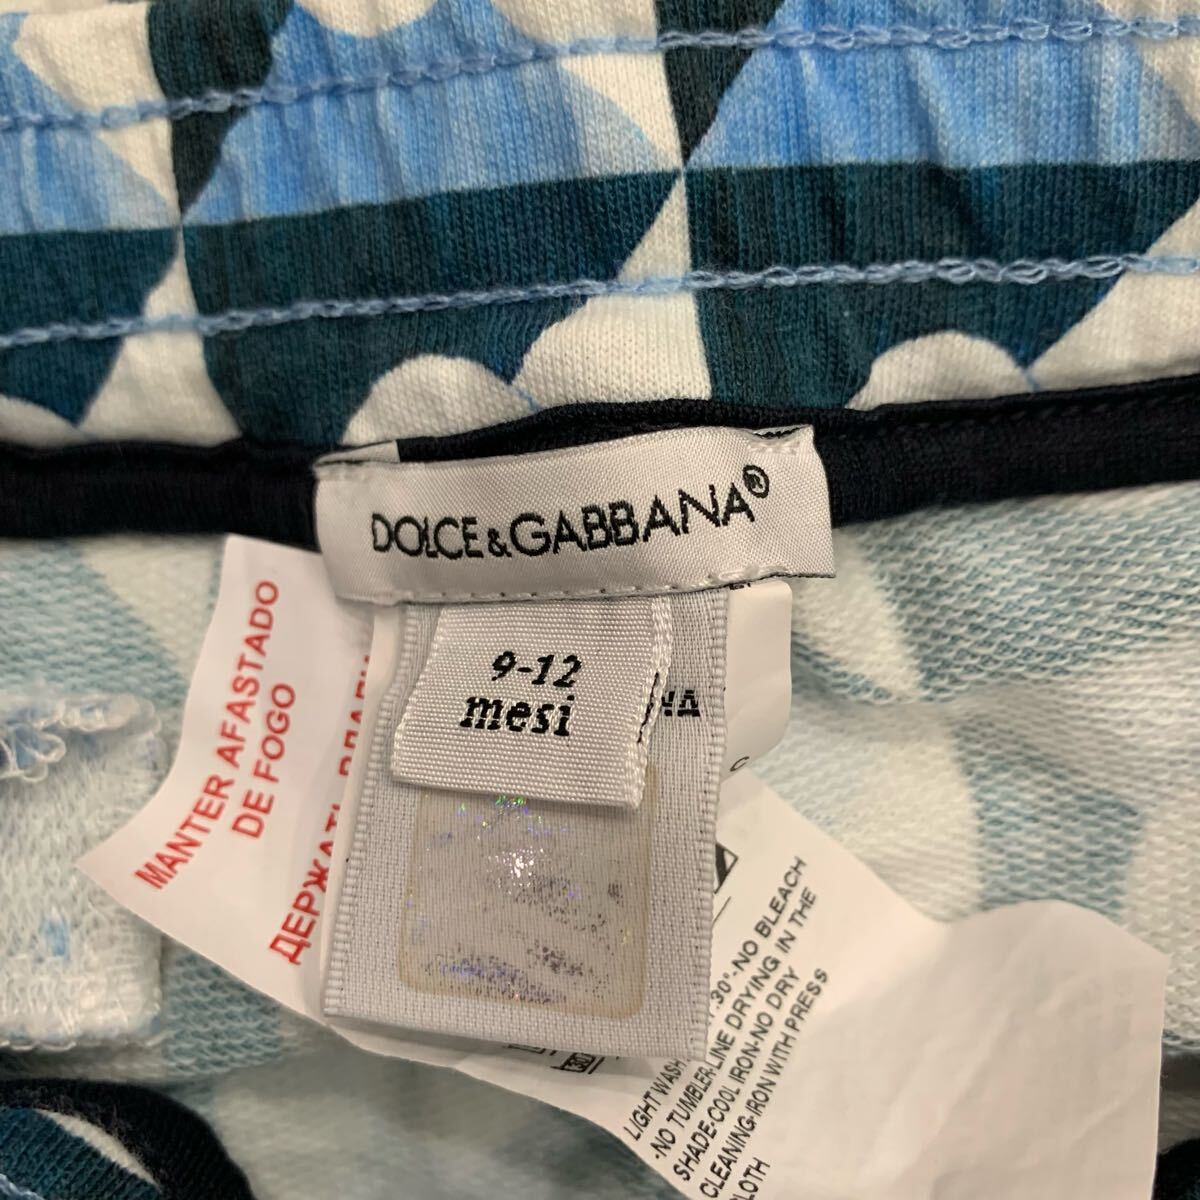 DOLCE&GABBANA®
9-12
mesi
MANTER AFASTADO
DE FOGO
ДЕРЖАТЬ
LIGHT WASH 30°-NO BLEACH
-NO TUMBLER-LINE DRYING IN THE
SHADE-COOL IRON-NO DRY
CLEANING-IRON WITH PRESS